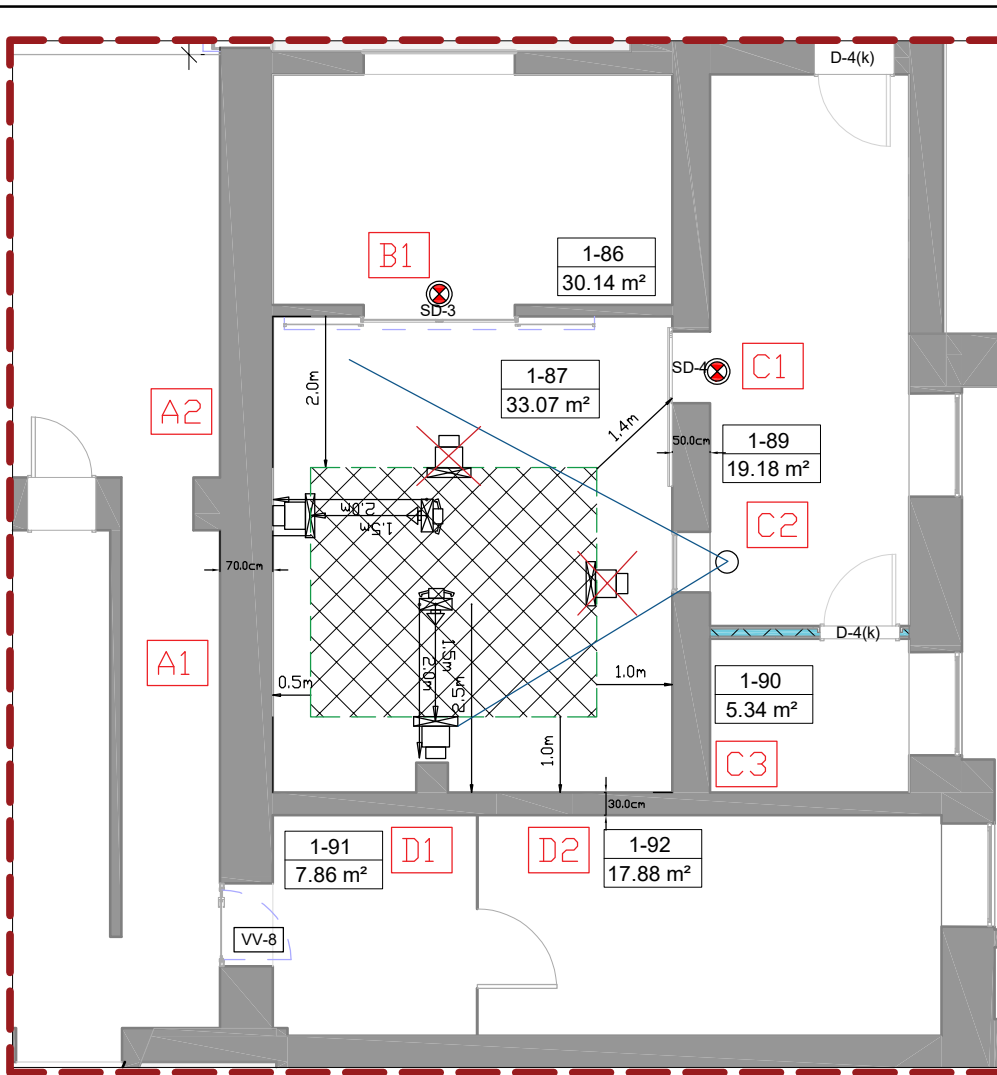 D-4(k)
B1
1-86
30.14 m²
SD-3
2.0m
1-87
33.07 m²
SD-4
C1
A2
1.4m
50.0cm
1-89
19.18 m²
2.0m
1.5m
C2
70.0cm
D-4(k)
A1
1.5m
2.0m
2.5m
0.5m
1.0m
1-90
5.34 m²
1.0m
C3
30.0cm
1-91
7.86 m²
D1
D2
1-92
17.88 m²
VV-8